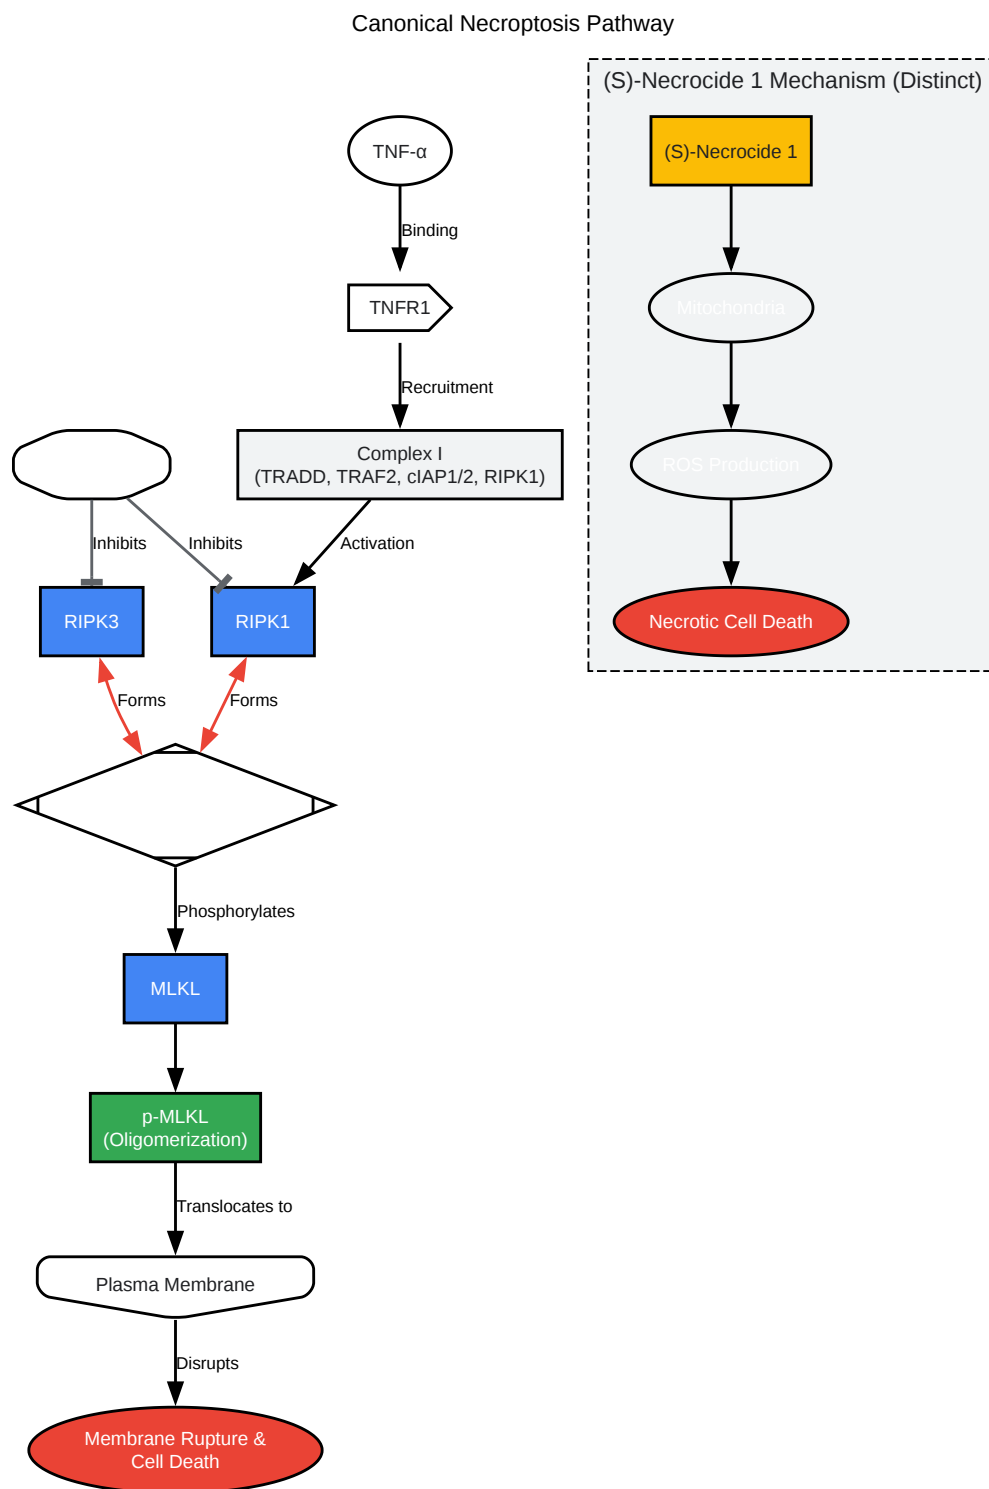 Canonical Necroptosis Pathway
(S)-Necrocide 1 Mechanism (Distinct)
TNF-α
(S)-Necrocide 1
Binding
Mitochondria
TNFR1
Recruitment
Complex I
(TRADD, TRAF2, cIAP1/2, RIPK1)
ROS Production
Inhibits
Inhibits
Activation
RIPK3
RIPK1
Necrotic Cell Death
Forms
Forms
Phosphorylates
MLKL
p-MLKL
(Oligomerization)
Translocates to
Plasma Membrane
Disrupts
Membrane Rupture &
Cell Death